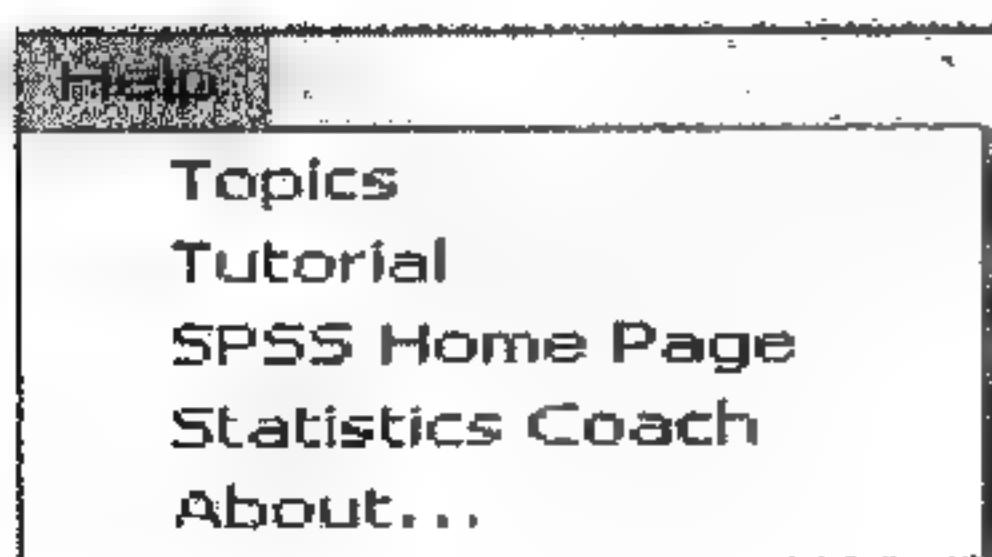 Help
Topics
Tutorial
SPSS Home Page
Statistics Coach
About...